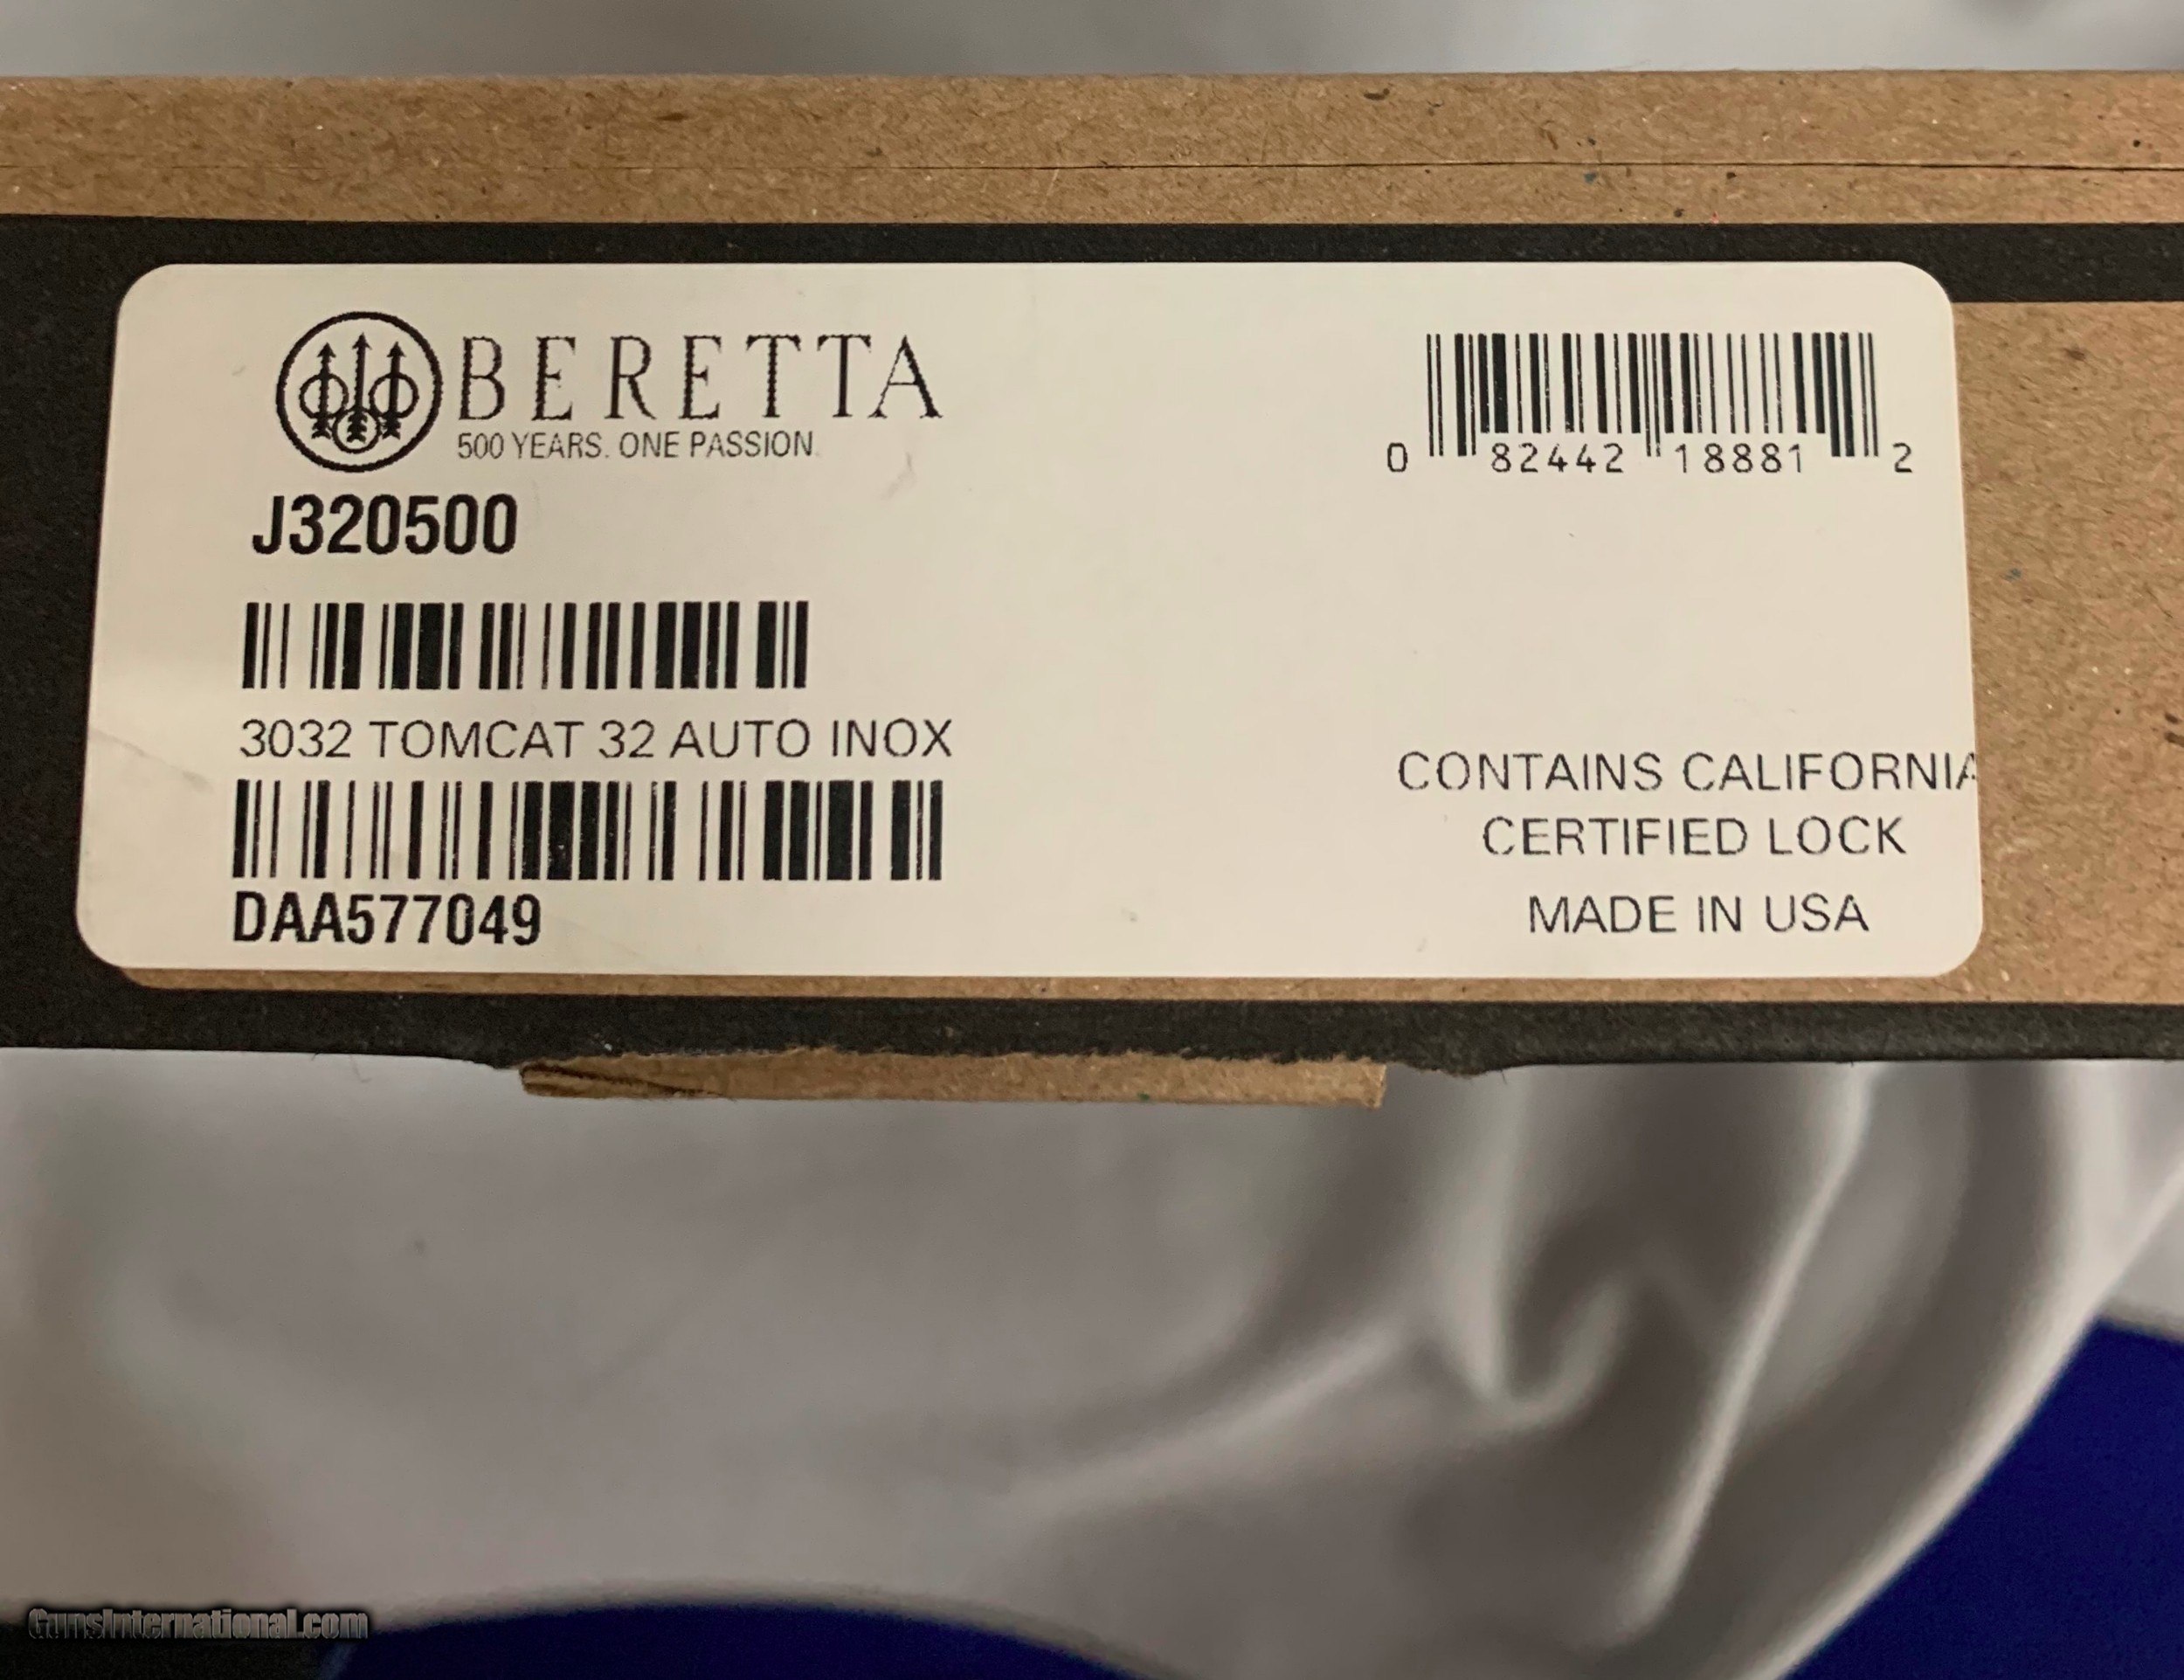 BERETTA
500 YEARS. ONE PASSION.
J320500
0 82442 18881 2
3032 TOMCAT 32 AUTO INOX
DAA577049
CONTAINS CALIFORNIA
CERTIFIED LOCK
MADE IN USA
GunsInternational.com